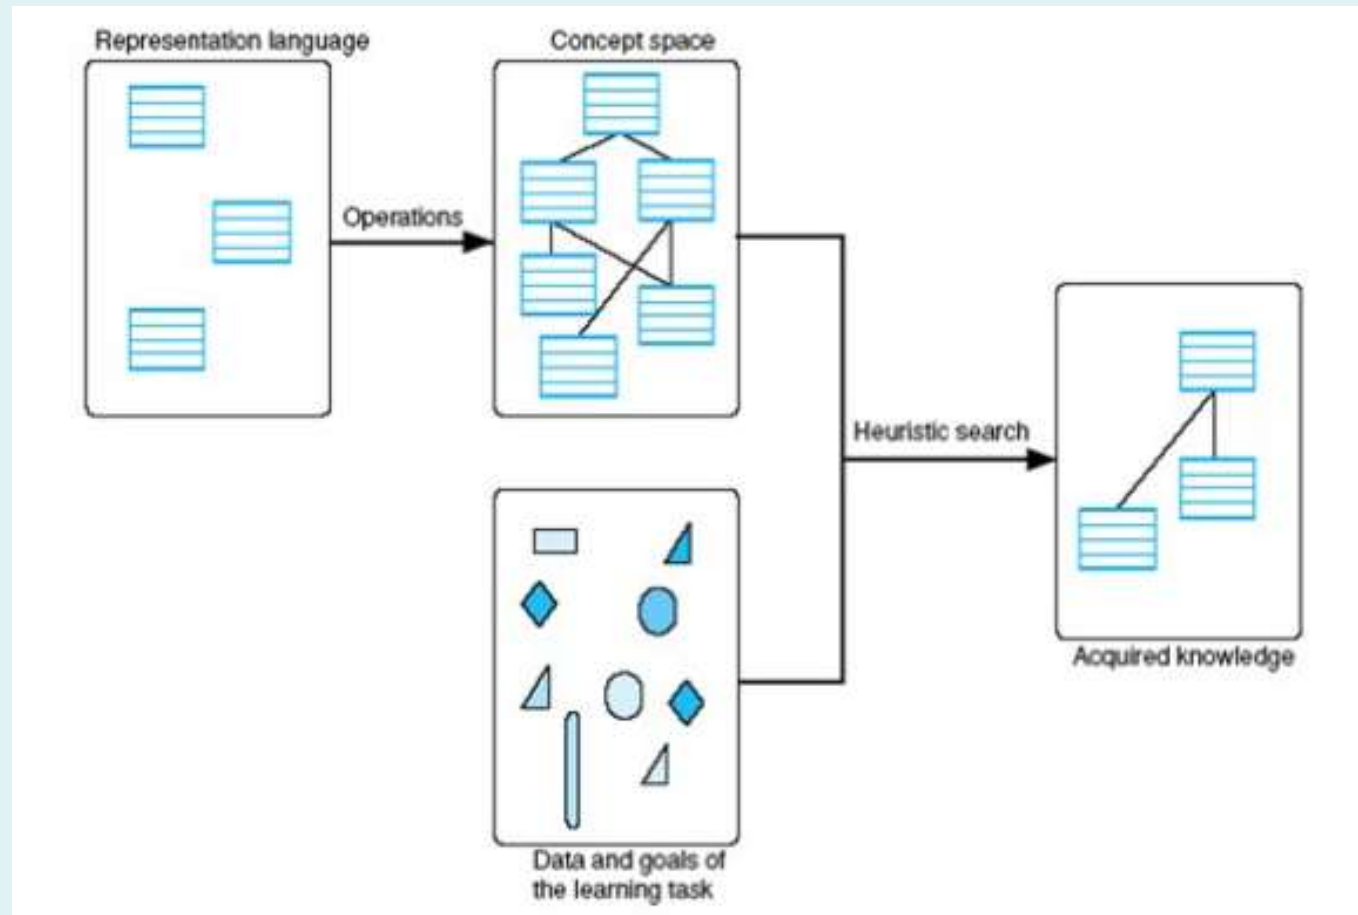 Representation language
Concept space
Operations
Heuristic search
Acquired knowledge
Data and goals of
the learning task